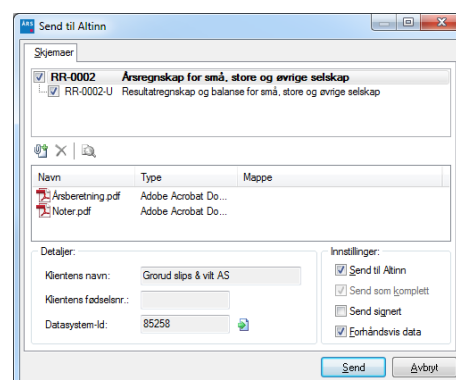 ÅRS Send til Altinn
Skjemaer
RR-0002 Årsregnskap for små, store og øvrige selskap
RR-0002-U Resultatregnskap og balanse for små, store og øvrige selskap
Navn Type Mappe
Årsberetning.pdf Adobe Acrobat Do...
Noter.pdf Adobe Acrobat Do...
Detaljer:
Klientens navn: Grorud slips & vilt AS
Klientens fødselsnr.:
Datasystem-Id: 85258
Innstillinger:
Send til Altinn
Send som komplett
Send signert
Forhåndsvis data
Send Avbryt